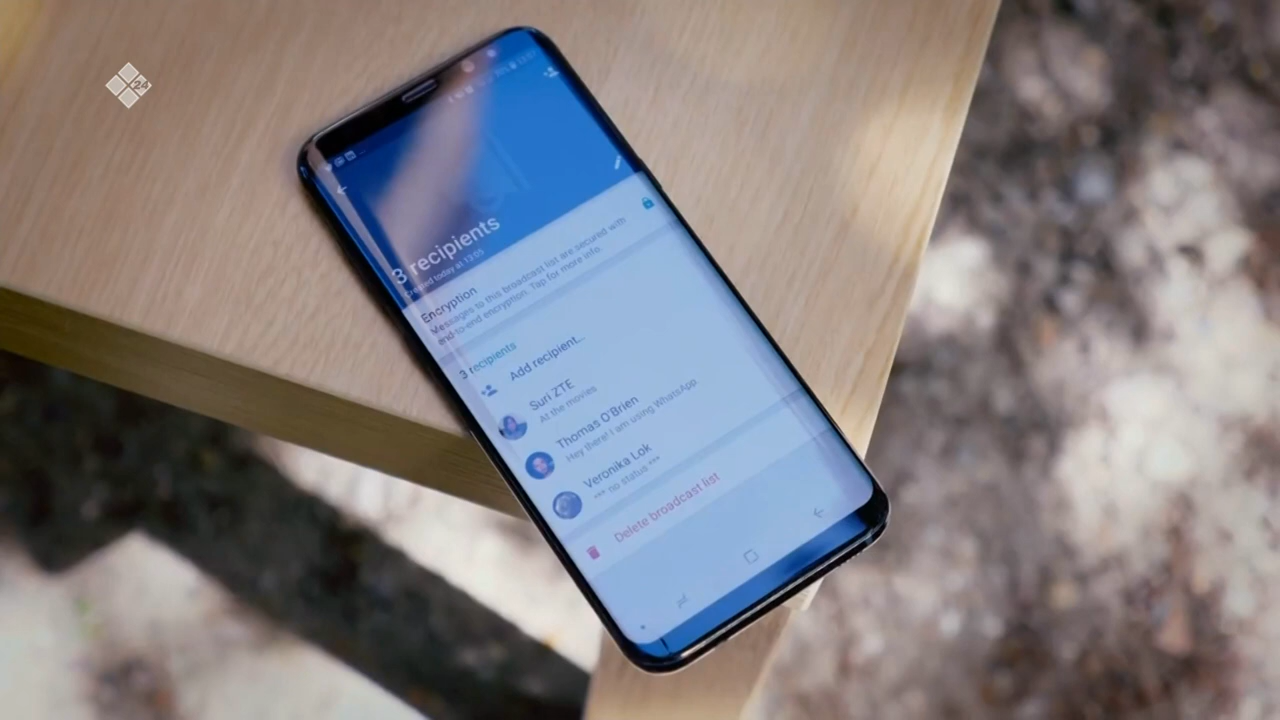 24
3 recipients
Created today at 13:05
Encryption
Messages to this broadcast list are secured with
end-to-end encryption. Tap for more info.
3 recipients
Add recipient...
Suri ZTE
At the movies
Thomas O'Brien
Hey there! I am using WhatsApp.
Veronika Lok
*** no status ***
Delete broadcast list